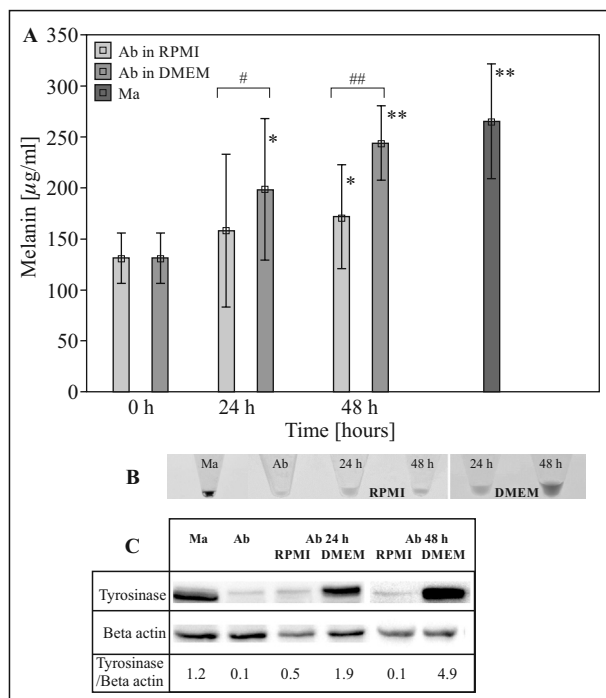 A
Ab in RPMI
Ab in DMEM
Ma
Melanin [µg/ml]
350
300
250
200
150
100
50
0
#
##
*
*
**
**
0 h 24 h 48 h
Time [hours]
B
Ma Ab 24 h 48 h 24 h 48 h
RPMI DMEM
C
Ma Ab Ab 24 h Ab 48 h
RPMI DMEM RPMI DMEM
Tyrosinase
Beta actin
Tyrosinase
/Beta actin
1.2 0.1 0.5 1.9 0.1 4.9